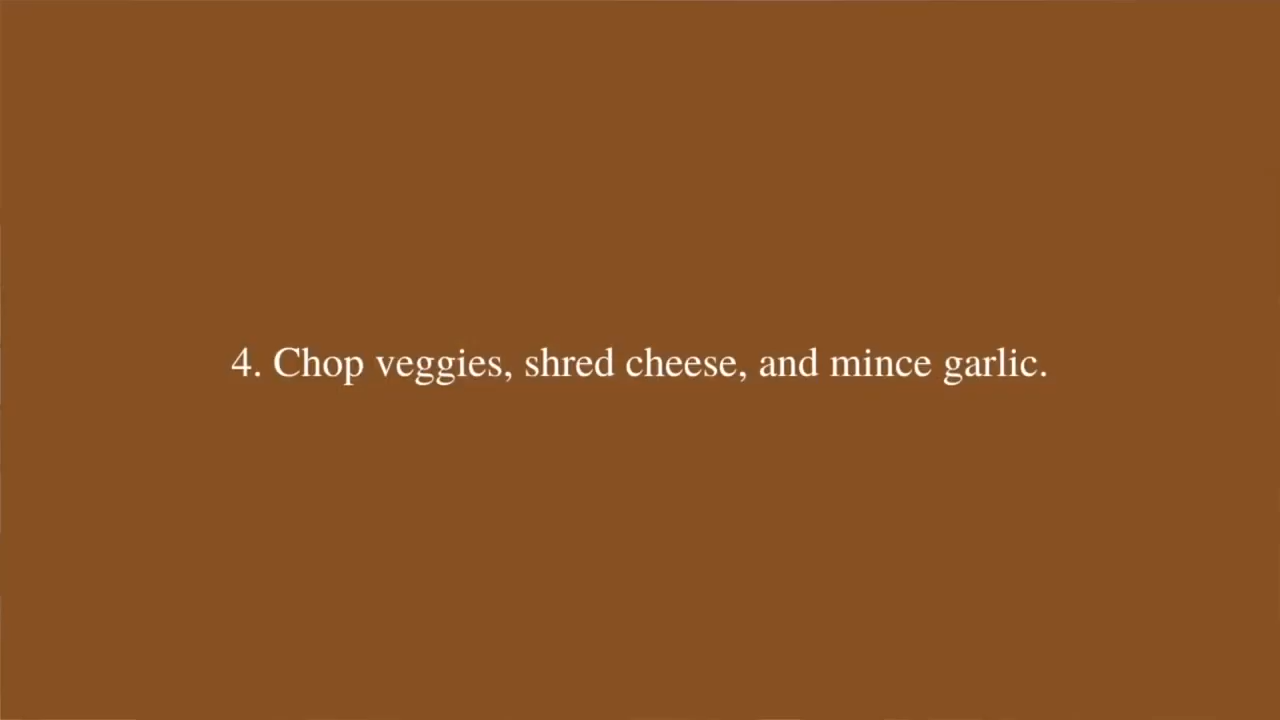 4. Chop veggies, shred cheese, and mince garlic.